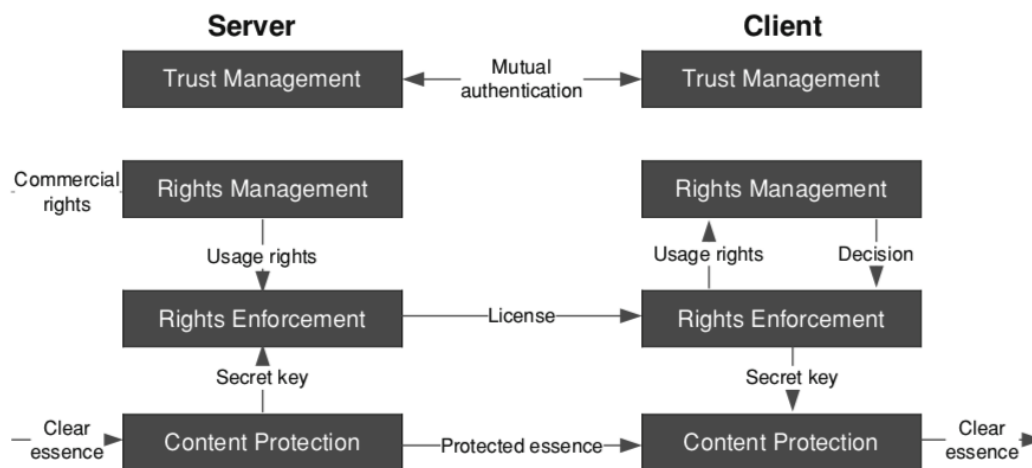 Server
Client
Trust Management
Mutual
authentication
Trust Management
Commercial
rights
Rights Management
Rights Management
Usage rights
Usage rights
Decision
Rights Enforcement
License
Rights Enforcement
Secret key
Secret key
Clear
essence
Content Protection
Protected essence
Content Protection
Clear
essence